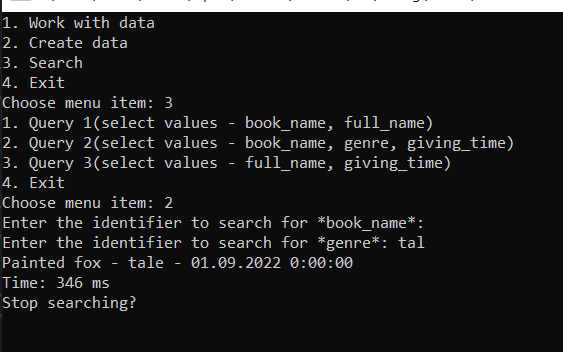 1. Work with data
2. Create data
3. Search
4. Exit
Choose menu item: 3
1. Query 1(select values - book_name, full_name)
2. Query 2(select values - book_name, genre, giving_time)
3. Query 3(select values - full_name, giving_time)
4. Exit
Choose menu item: 2
Enter the identifier to search for *book_name*:
Enter the identifier to search for *genre*: tal
Painted fox - tale - 01.09.2022 0:00:00
Time: 346 ms
Stop searching?